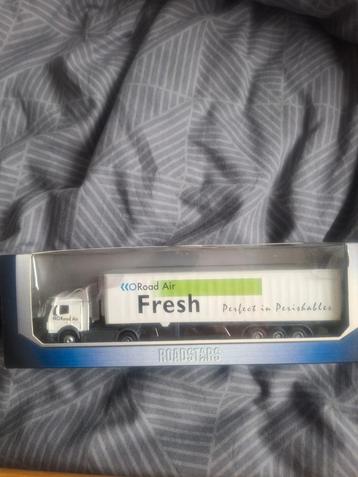 Road Air
Fresh
Perfect in Perishables
Road Air
ROADSTARS